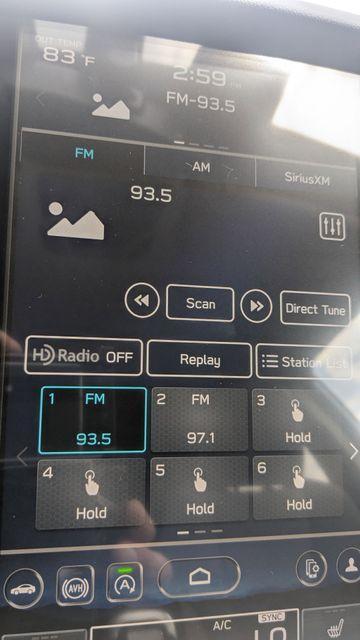 OUT TEMP
83 °F
2:59 PM
FM-93.5
FM
AM
SiriusXM
93.5
Scan
Direct Tune
HD Radio OFF
Replay
Station List
1 FM
93.5
2 FM
97.1
3
Hold
4
Hold
5
Hold
6
Hold
AVH
A
A/C
SYNC